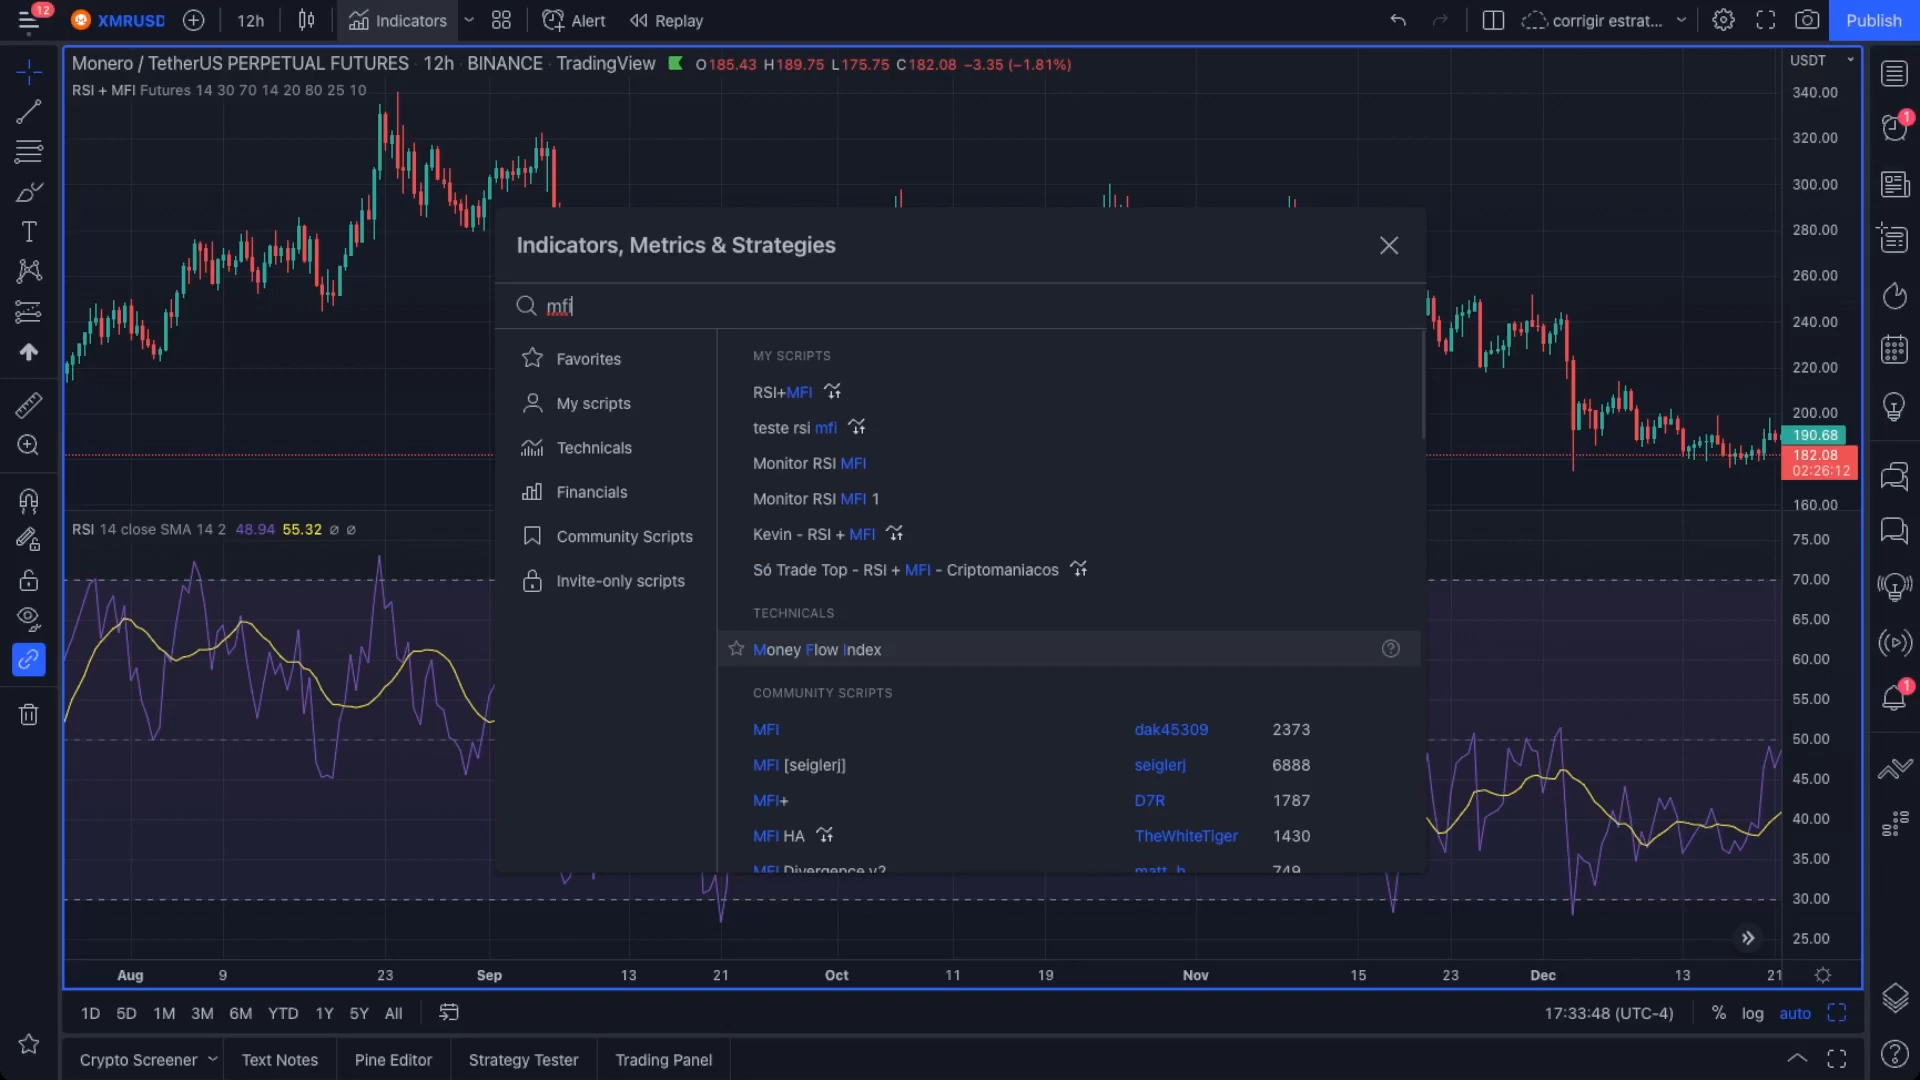 12
XMRUSD
12h
Indicators
Alert
Replay
corrigir estrat...
Publish
Monero / TetherUS PERPETUAL FUTURES 12h BINANCE TradingView O185.43 H189.75 L175.75 C182.08 −3.35 (−1.81%)
RSI + MFI Futures 14 30 70 14 20 80 25 10
USDT
340.00
320.00
300.00
280.00
260.00
240.00
220.00
200.00
190.68
182.08
02:26:12
160.00
1
1
Indicators, Metrics & Strategies
mfi
Favorites
My scripts
Technicals
Financials
Community Scripts
Invite-only scripts
MY SCRIPTS
RSI+MFI
teste rsi mfi
Monitor RSI MFI
Monitor RSI MFI 1
Kevin - RSI + MFI
Só Trade Top - RSI + MFI - Criptomaniacos
TECHNICALS
Money Flow Index
COMMUNITY SCRIPTS
MFI dak45309 2373
MFI [seiglerj] seiglerj 6888
MFI+ D7R 1787
MFI HA TheWhiteTiger 1430
MFI Divergence v2 matt_b 749
RSI 14 close SMA 14 2 48.94 55.32 ∅ ∅
75.00
70.00
65.00
60.00
55.00
50.00
45.00
40.00
35.00
30.00
25.00
Aug 9 23 Sep 13 21 Oct 11 19 Nov 15 23 Dec 13 21
1D 5D 1M 3M 6M YTD 1Y 5Y All
17:33:48 (UTC-4) % log auto
Crypto Screener Text Notes Pine Editor Strategy Tester Trading Panel